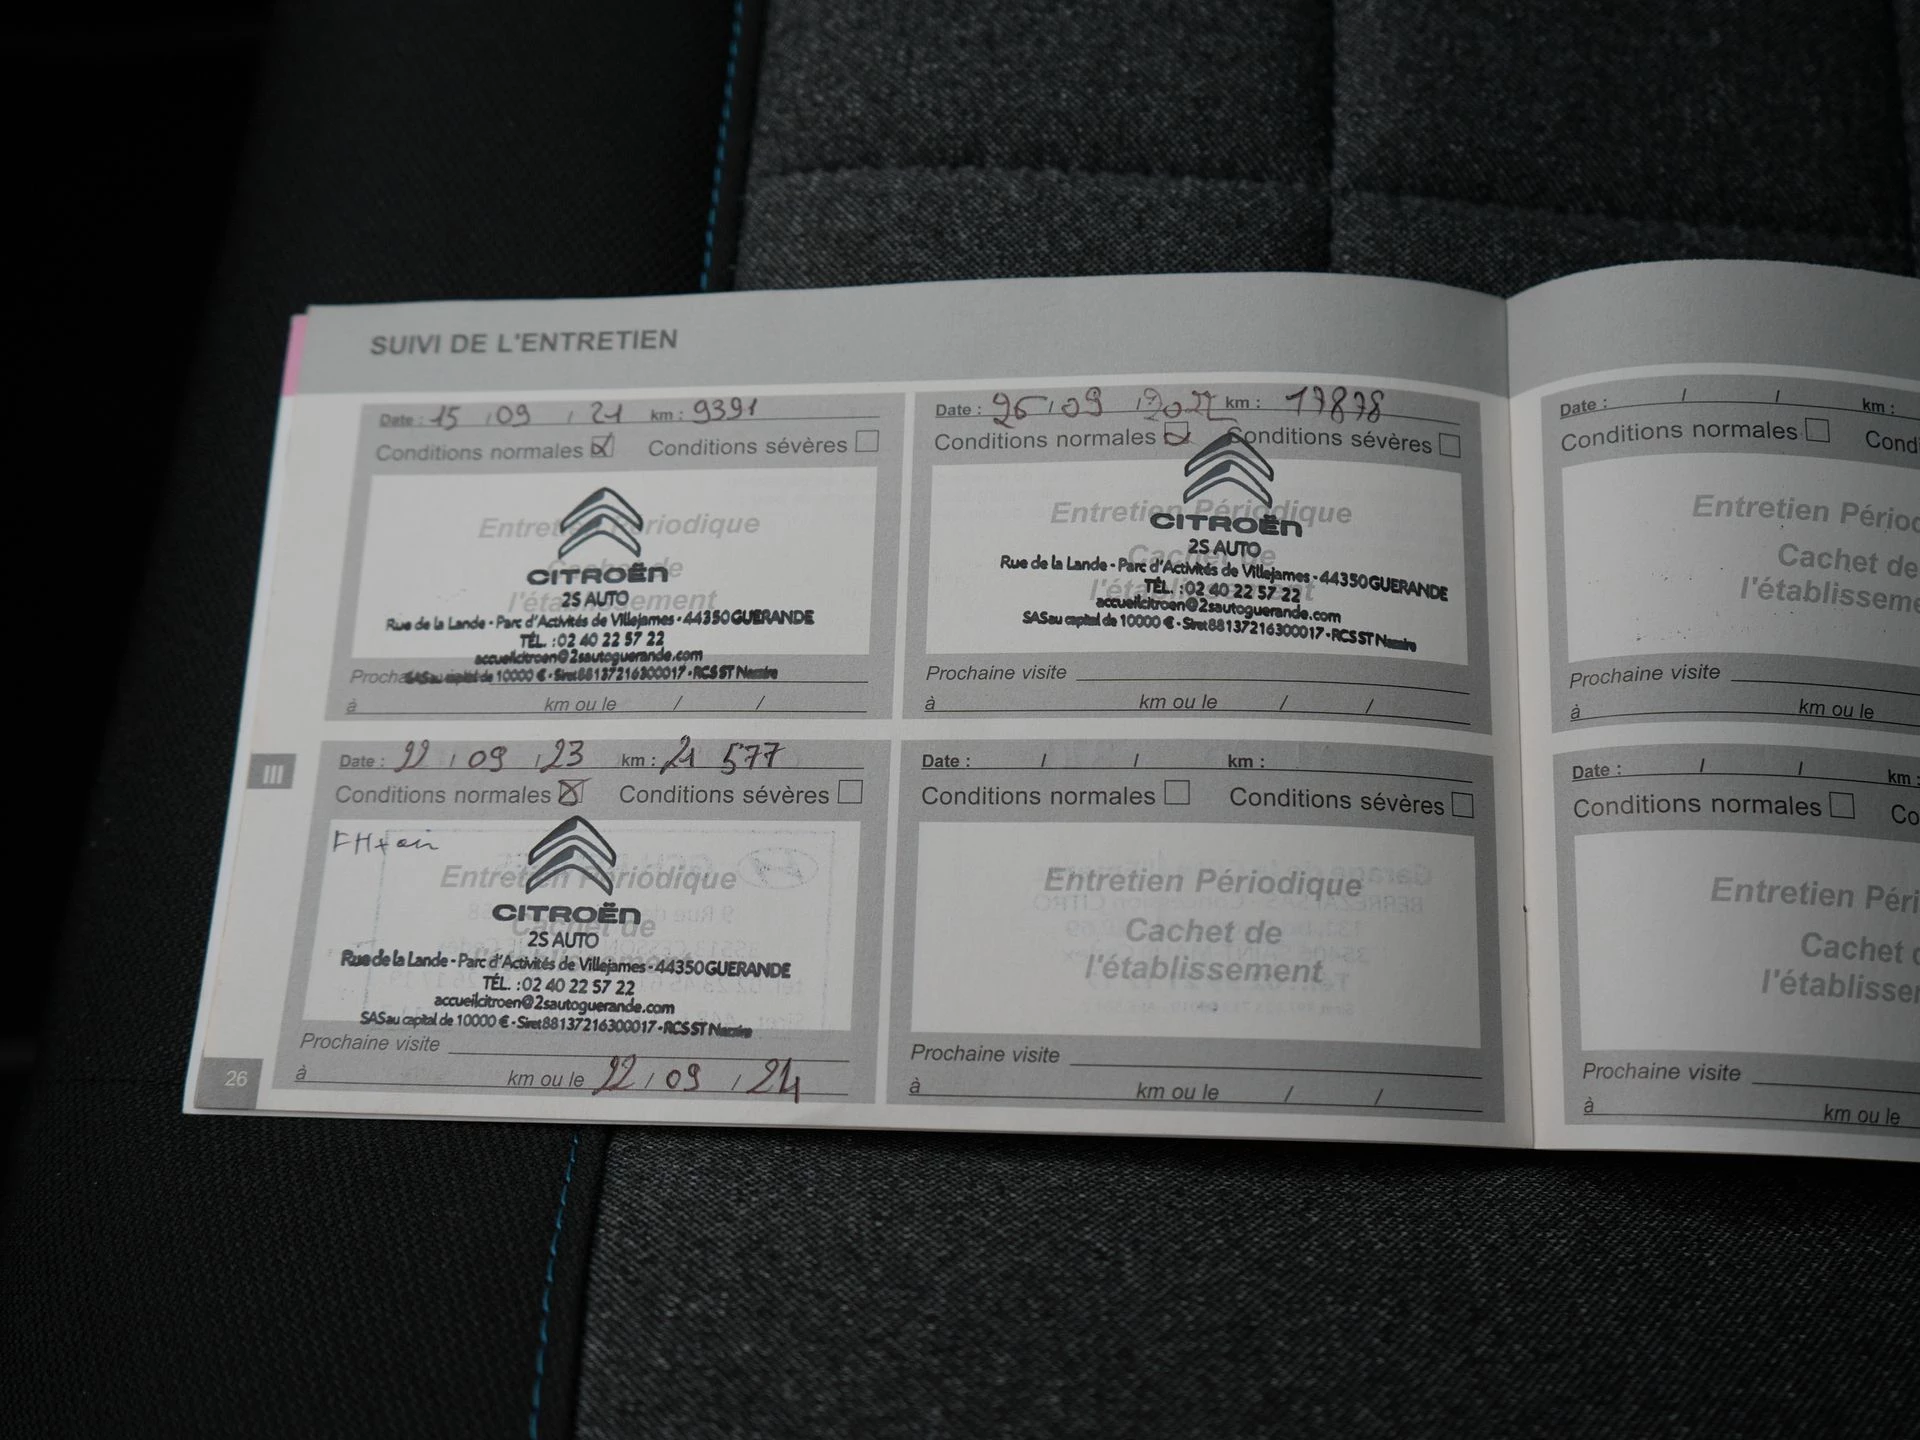 SUIVI DE L'ENTRETIEN
Date : 15 / 09 / 21 km : 9391
Conditions normales Conditions sévères
Entretien Périodique
Cachet de
l'établissement
CITROËN
2S AUTO
Rue de la Lande - Parc d'Activités de Villejames - 44350 GUERANDE
TÉL. : 02 40 22 57 22
accueilcitroen@2sautoguerande.com
SAS au capital de 10000 € - Siret 88137216300017 - RCS ST Nazaire
à km ou le / /
Date : 26 / 09 / 2022 km : 17878
Conditions normales Conditions sévères
Entretien Périodique
Cachet de
l'établissement
CITROËN
2S AUTO
Rue de la Lande - Parc d'Activités de Villejames - 44350 GUERANDE
TÉL. : 02 40 22 57 22
accueilcitroen@2sautoguerande.com
SAS au capital de 10000 € - Siret 88137216300017 - RCS ST Nazaire
Prochaine visite
à km ou le / /
Date : / / km :
Conditions normales
Entretien
Cachet de
Prochaine visite
à km ou le
III
Date : 22 / 09 / 23 km : 21 577
Conditions normales Conditions sévères
Entretien Périodique
Cachet de
CITROËN
2S AUTO
Rue de la Lande - Parc d'Activités de Villejames - 44350 GUERANDE
TÉL. : 02 40 22 57 22
accueilcitroen@2sautoguerande.com
SAS au capital de 10000 € - Siret 88137216300017 - RCS ST Nazaire
Prochaine visite
à km ou le 22 / 09 / 24
26
Date : / / km :
Conditions normales Conditions sévères
Entretien Périodique
Cachet de
l'établissement
Prochaine visite
à km ou le / /
Date : / / km :
Conditions normales
Entretien
Cachet
Prochaine visite
à km ou le